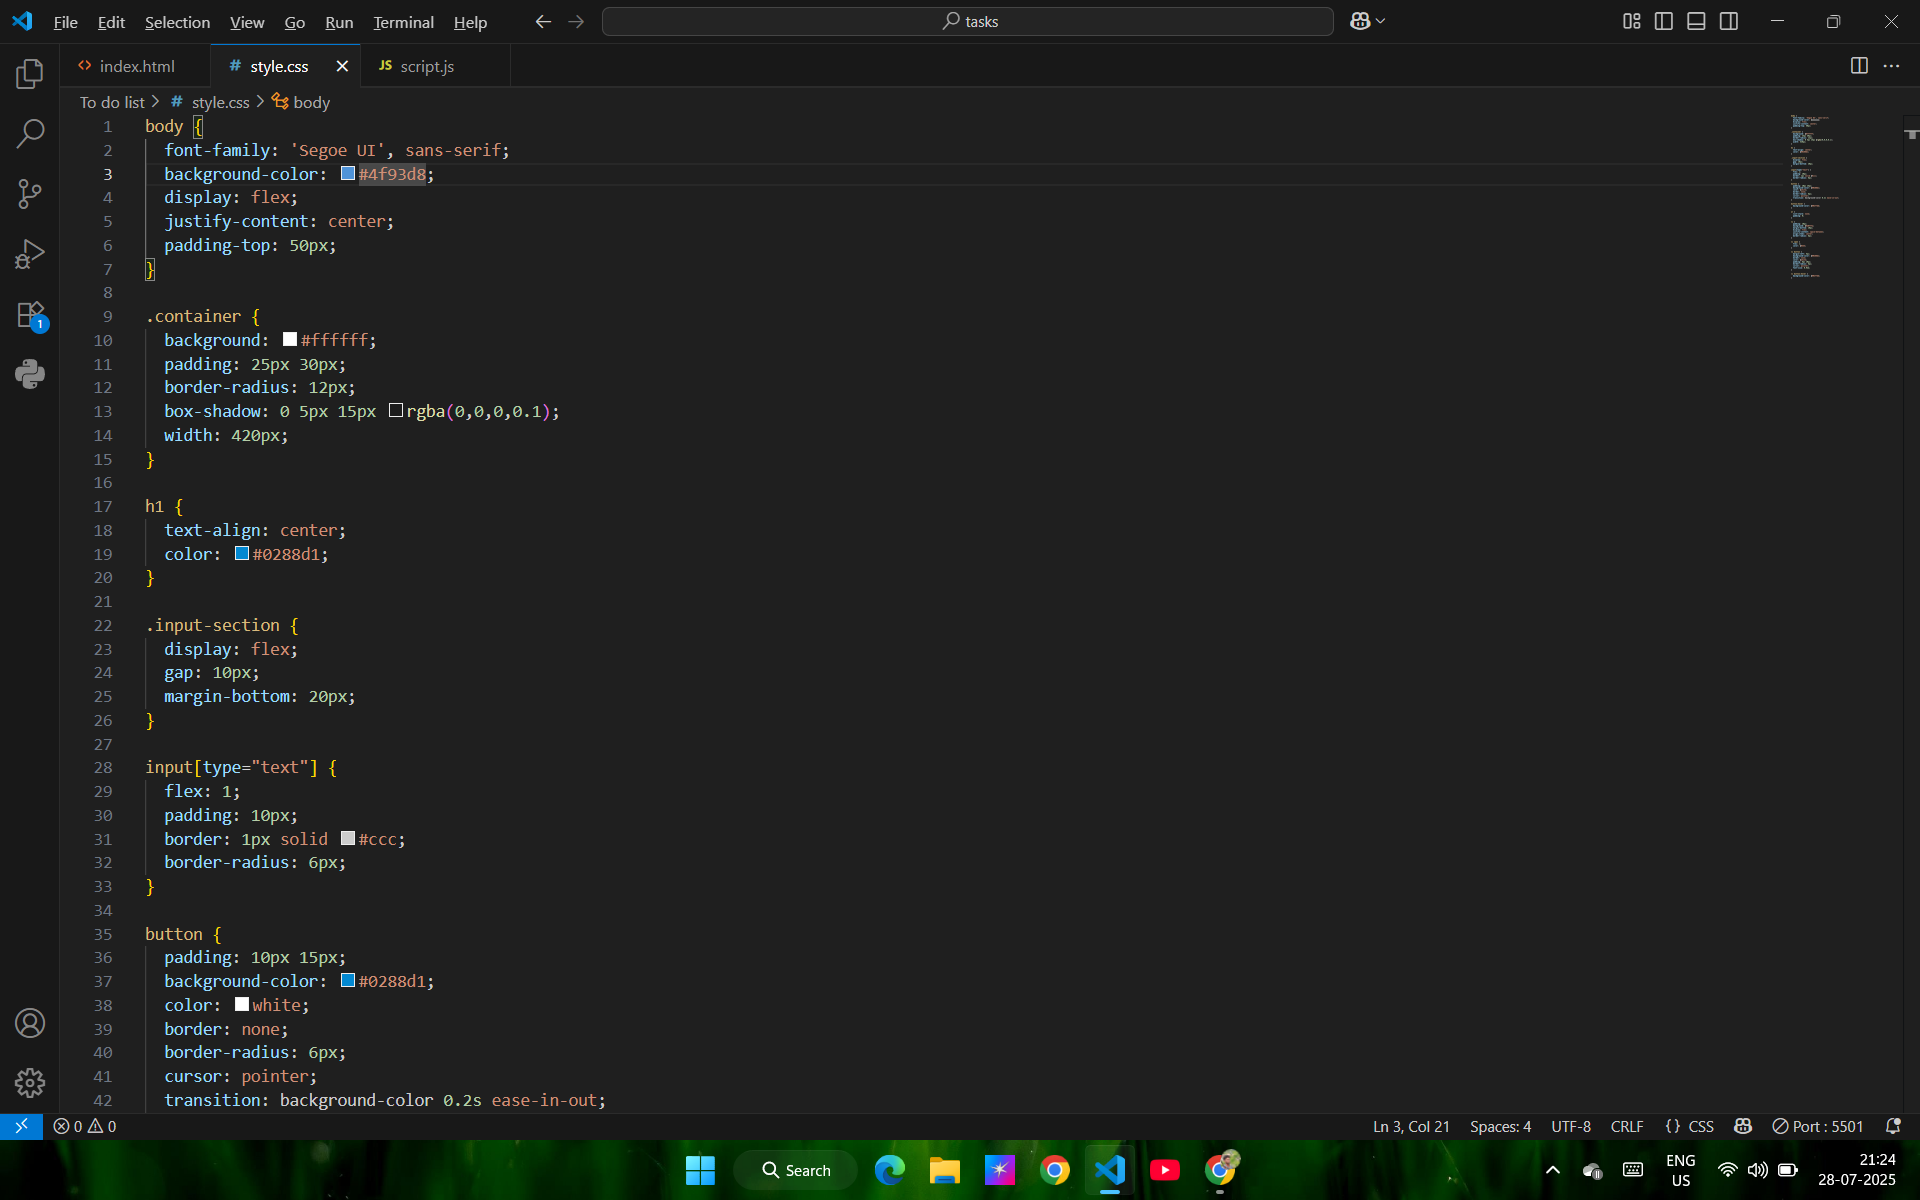 File Edit Selection View Go Run Terminal Help tasks
index.html style.css script.js
To do list style.css body
1 body {
2 font-family: 'Segoe UI', sans-serif;
3 background-color: #4f93d8;
4 display: flex;
5 justify-content: center;
6 padding-top: 50px;
7 }
8
9 .container {
10 background: #ffffff;
11 padding: 25px 30px;
12 border-radius: 12px;
13 box-shadow: 0 5px 15px rgba(0,0,0,0.1);
14 width: 420px;
15 }
16
17 h1 {
18 text-align: center;
19 color: #0288d1;
20 }
21
22 .input-section {
23 display: flex;
24 gap: 10px;
25 margin-bottom: 20px;
26 }
27
28 input[type="text"] {
29 flex: 1;
30 padding: 10px;
31 border: 1px solid #ccc;
32 border-radius: 6px;
33 }
34
35 button {
36 padding: 10px 15px;
37 background-color: #0288d1;
38 color: white;
39 border: none;
40 border-radius: 6px;
41 cursor: pointer;
42 transition: background-color 0.2s ease-in-out;
1
JS
0 0 Ln 3, Col 21 Spaces: 4 UTF-8 CRLF {} CSS Port : 5501
Search
ENG
US
21:24
28-07-2025